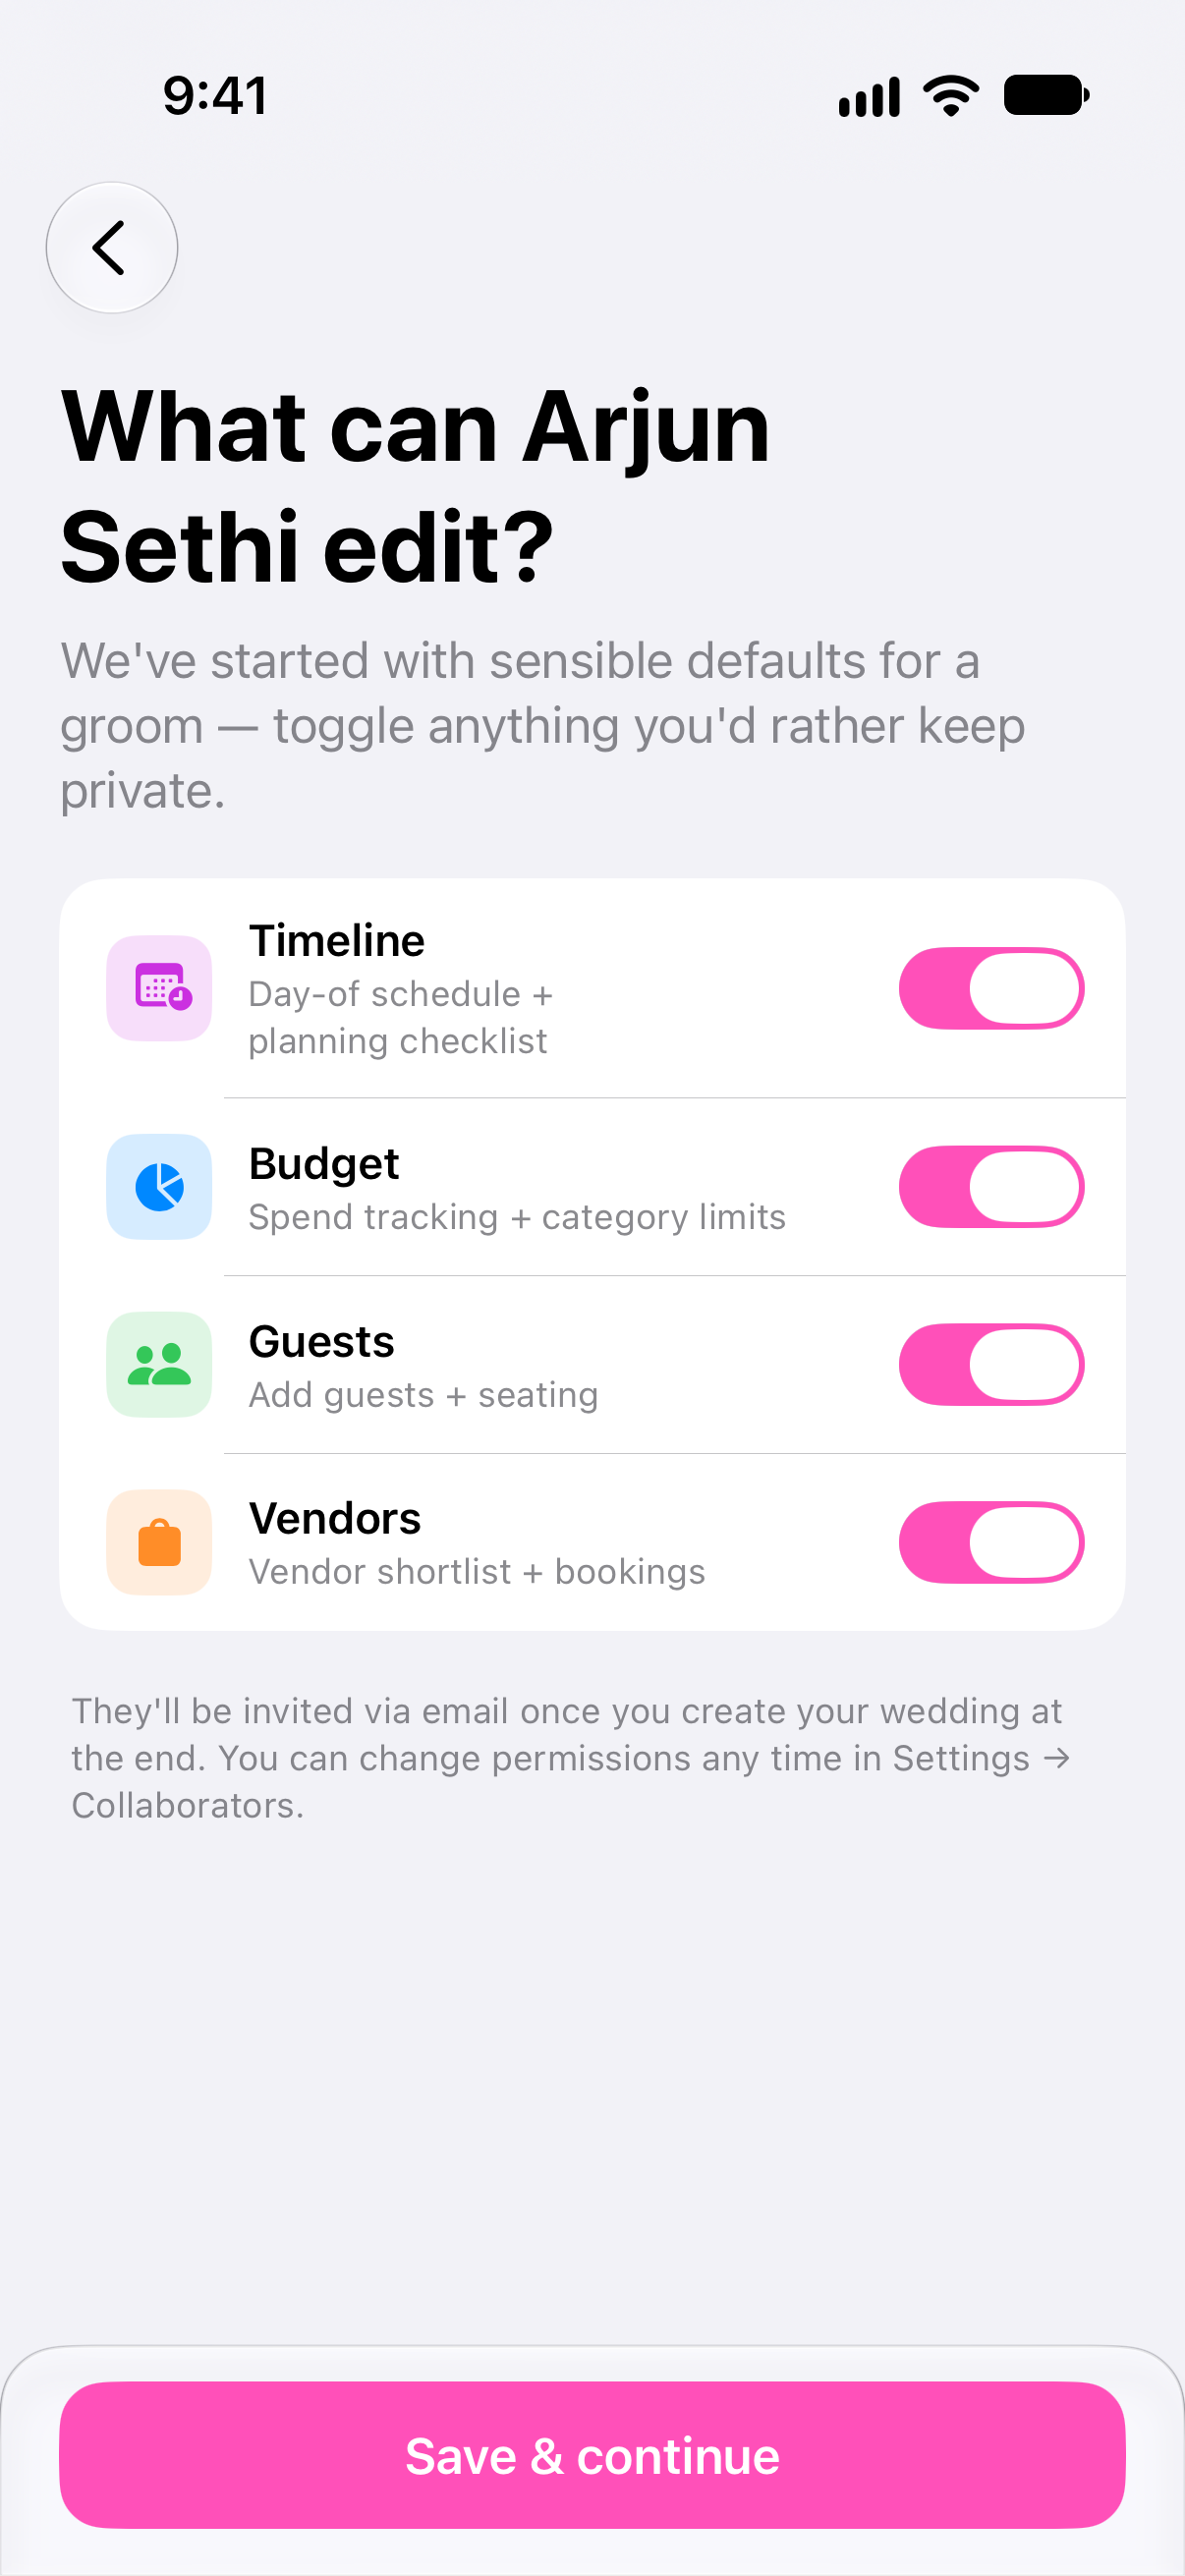 9:41
What can Arjun
Sethi edit?
We've started with sensible defaults for a
groom — toggle anything you'd rather keep
private.
Timeline
Day-of schedule +
planning checklist
Budget
Spend tracking + category limits
Guests
Add guests + seating
Vendors
Vendor shortlist + bookings
They'll be invited via email once you create your wedding at
the end. You can change permissions any time in Settings →
Collaborators.
Save & continue